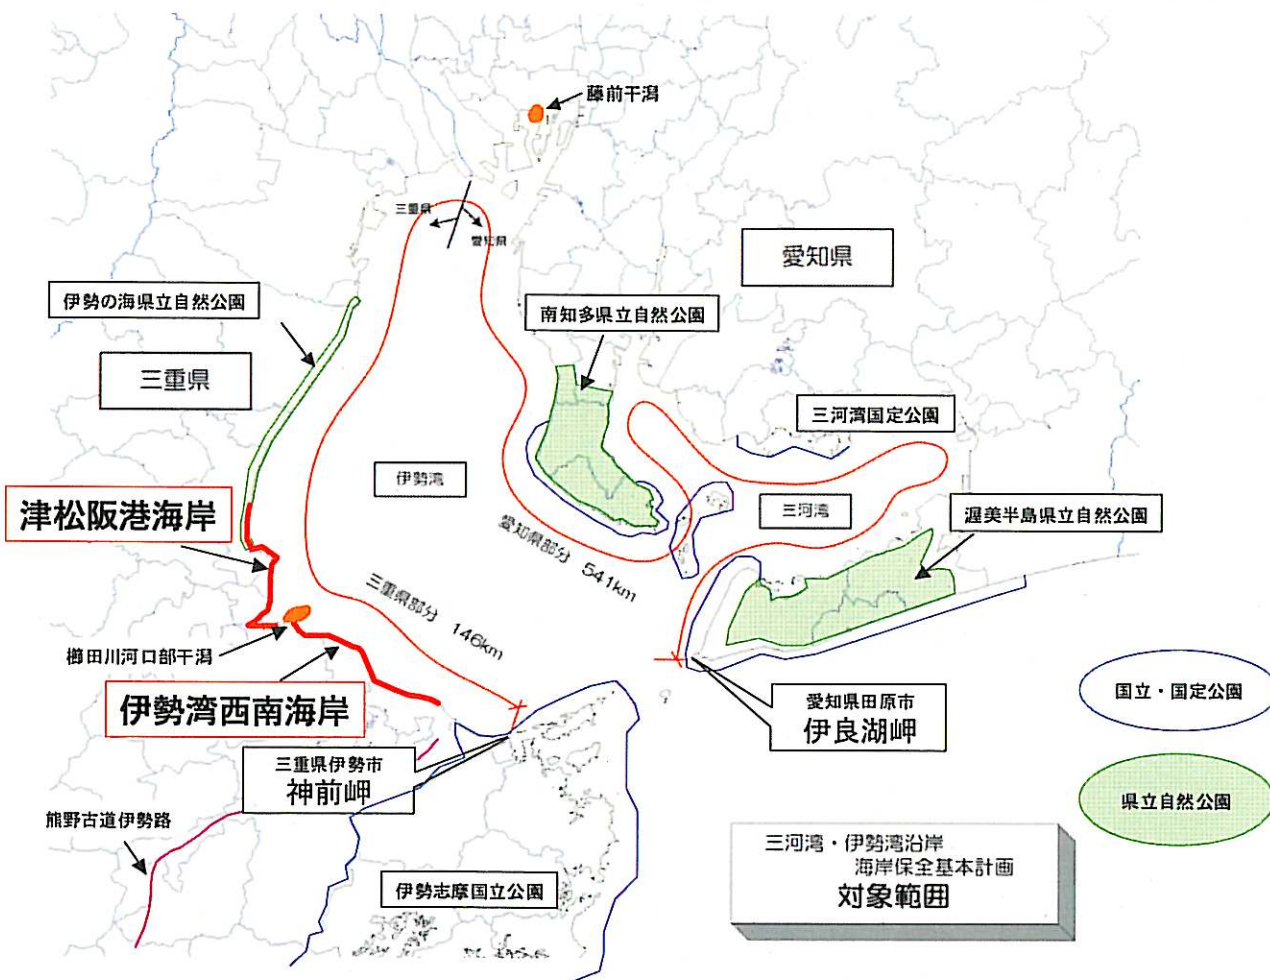 藤前干潟
三重県
愛知県
愛知県
伊勢の海県立自然公園
南知多県立自然公園
三重県
三河湾国定公園
伊勢湾
三河湾
津松阪港海岸
渥美半島県立自然公園
愛知県部分 541km
三重県部分 146km
櫛田川河口部干潟
伊勢湾西南海岸
国立・国定公園
愛知県田原市
伊良湖岬
三重県伊勢市
神前岬
県立自然公園
熊野古道伊勢路
三河湾・伊勢湾沿岸
海岸保全基本計画
対象範囲
伊勢志摩国立公園